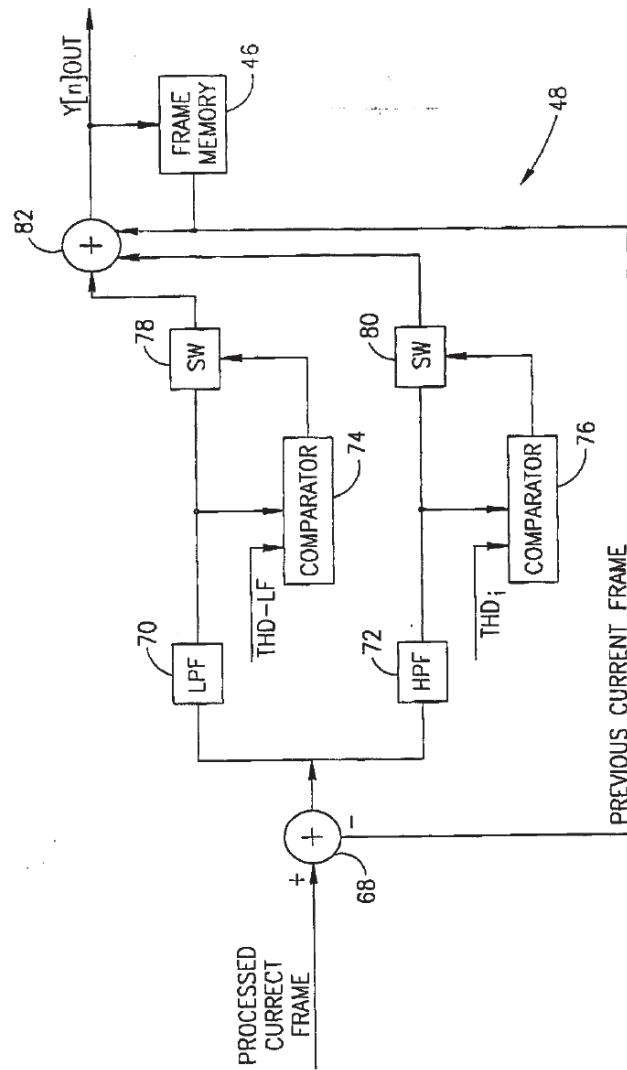 PROCESSED
CURRECT
FRAME
+
+
-
68
70
LPF
THD-LF
COMPARATOR
74
78
SW
82
+
Y[n]OUT
FRAME
MEMORY
46
72
HPF
THDi
COMPARATOR
76
80
SW
48
PREVIOUS CURRENT FRAME